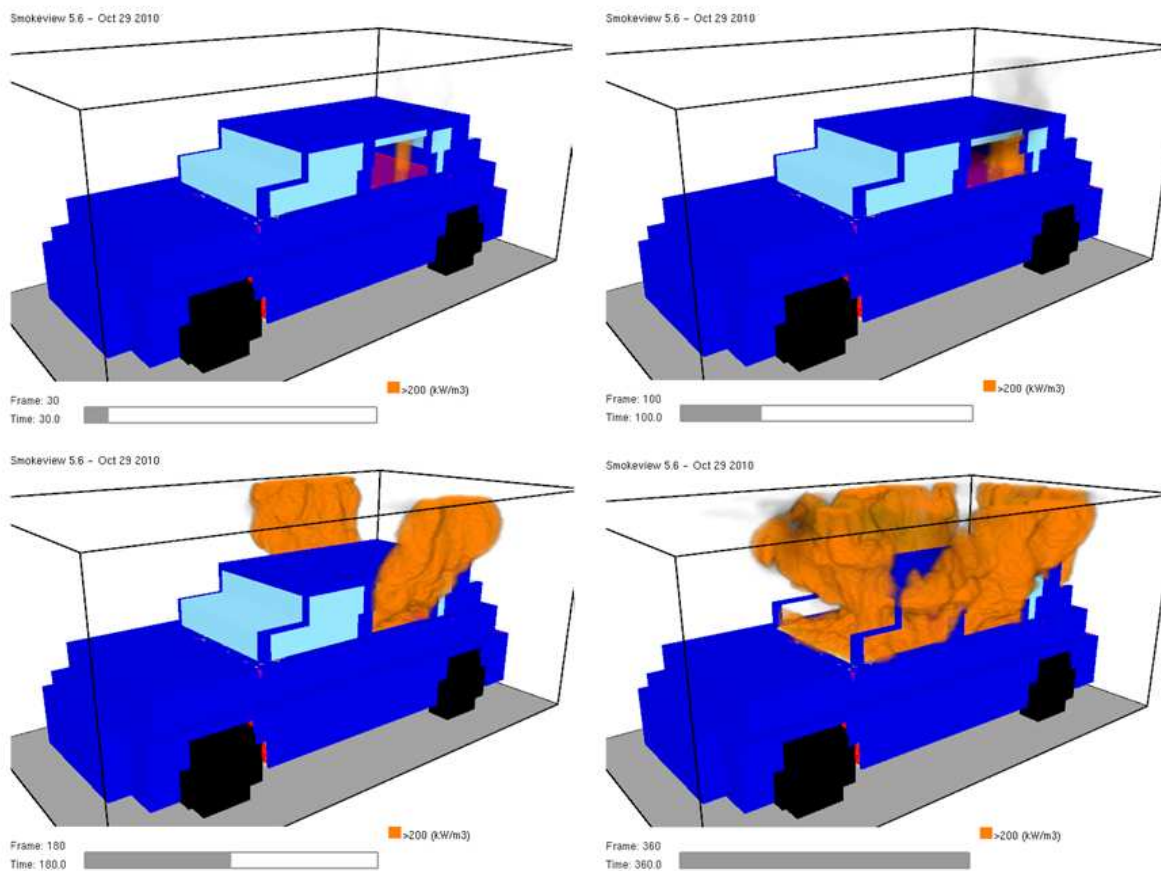 Smokeview 5.6 - Oct 29 2010
>200 (kW/m3)
Frame: 30
Time: 30.0
Smokeview 5.6 - Oct 29 2010
>200 (kW/m3)
Frame: 100
Time: 100.0
Smokeview 5.6 - Oct 29 2010
>200 (kW/m3)
Frame: 180
Time: 180.0
Smokeview 5.6 - Oct 29 2010
>200 (kW/m3)
Frame: 360
Time: 360.0